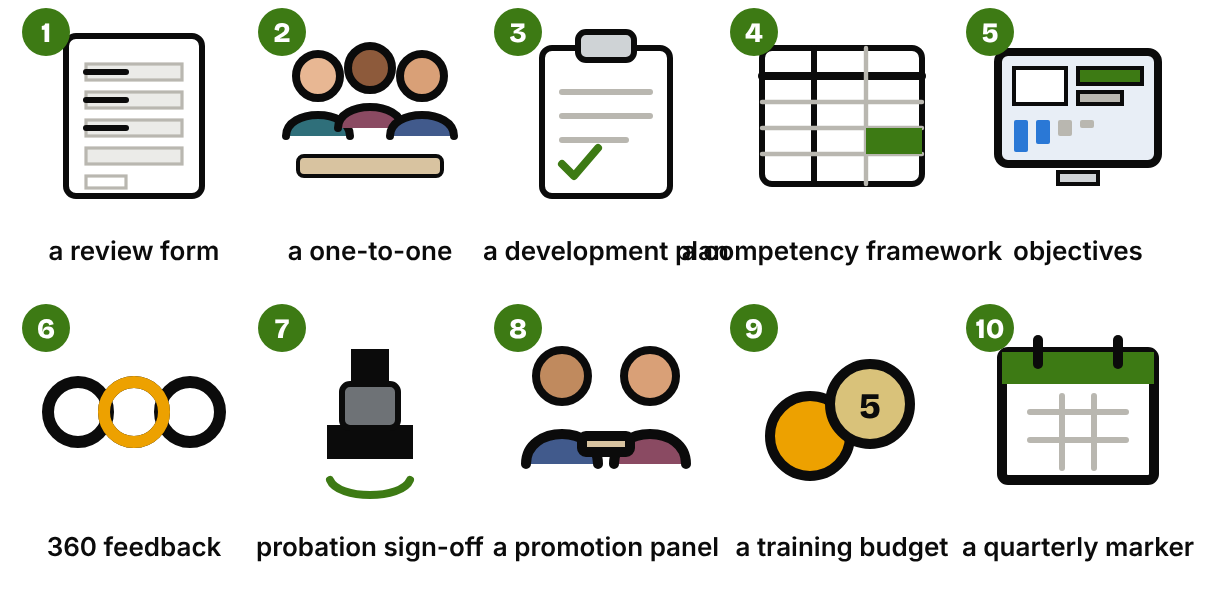 1
2
3
4
5
a review form
a one-to-one
a development plan
a competency framework
objectives
6
7
8
9
10
5
360 feedback
probation sign-off
a promotion panel
a training budget
a quarterly marker